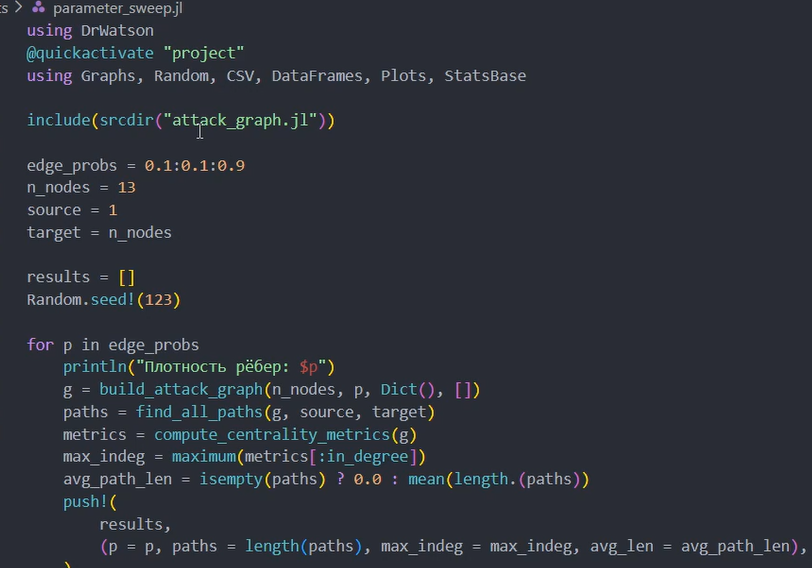 ts > parameter_sweep.jl
using DrWatson
@quickactivate "project"
using Graphs, Random, CSV, DataFrames, Plots, StatsBase
include(srcdir("attack_graph.jl"))
edge_probs = 0.1:0.1:0.9
n_nodes = 13
source = 1
target = n_nodes
results = []
Random.seed!(123)
for p in edge_probs
    println("Плотность рёбер: $p")
    g = build_attack_graph(n_nodes, p, Dict(), [])
    paths = find_all_paths(g, source, target)
    metrics = compute_centrality_metrics(g)
    max_indeg = maximum(metrics[:in_degree])
    avg_path_len = isempty(paths) ? 0.0 : mean(length.(paths))
    push!(
        results,
        (p = p, paths = length(paths), max_indeg = max_indeg, avg_len = avg_path_len),
    )